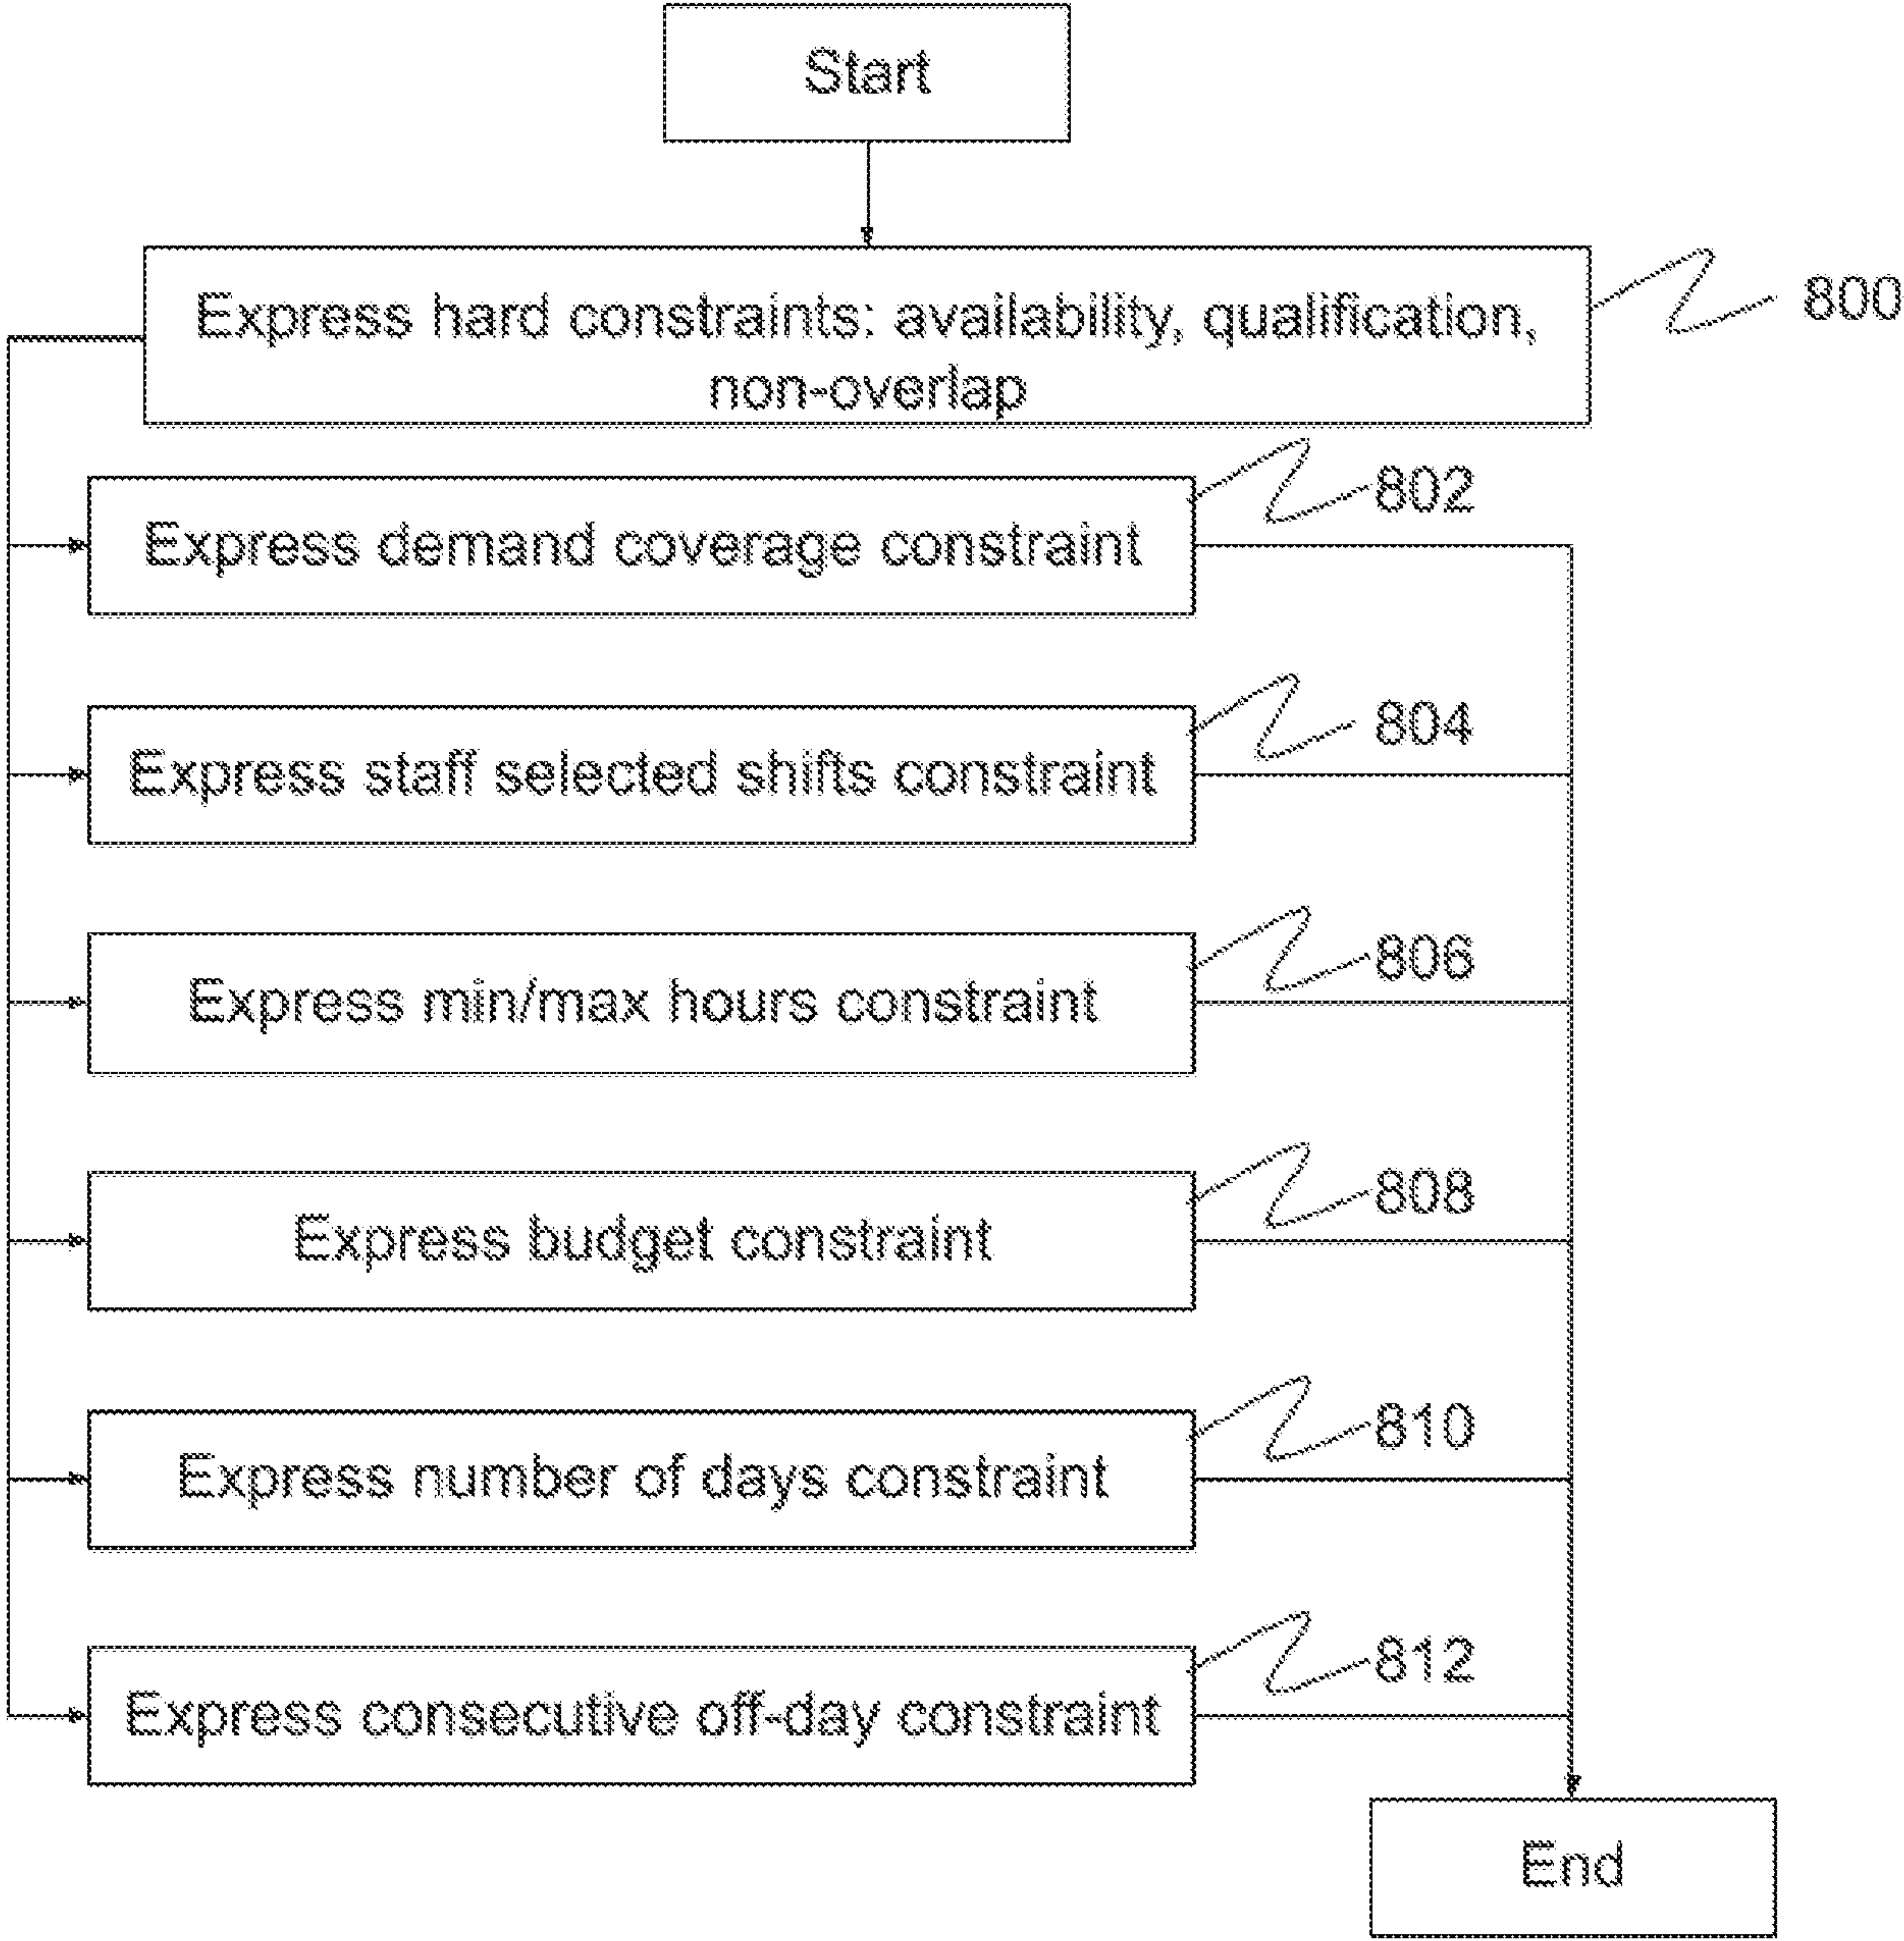 Start
Express hard constraints: availability, qualification,
non-overlap
800
Express demand coverage constraint
802
Express staff selected shifts constraint
804
Express min/max hours constraint
806
Express budget constraint
808
Express number of days constraint
810
Express consecutive off-day constraint
812
End